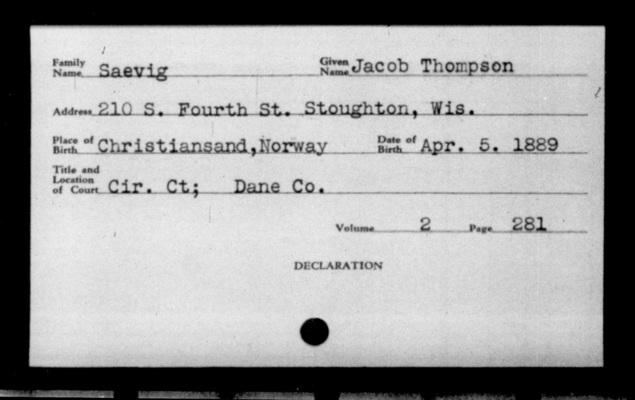 Family Name Saevig Given Name Jacob Thompson
Address 210 S. Fourth St. Stoughton, Wis.
Place of Birth Christiansand,Norway Date of Birth Apr. 5. 1889
Title and Location of Court Cir. Ct; Dane Co.
Volume 2 Page 281
DECLARATION